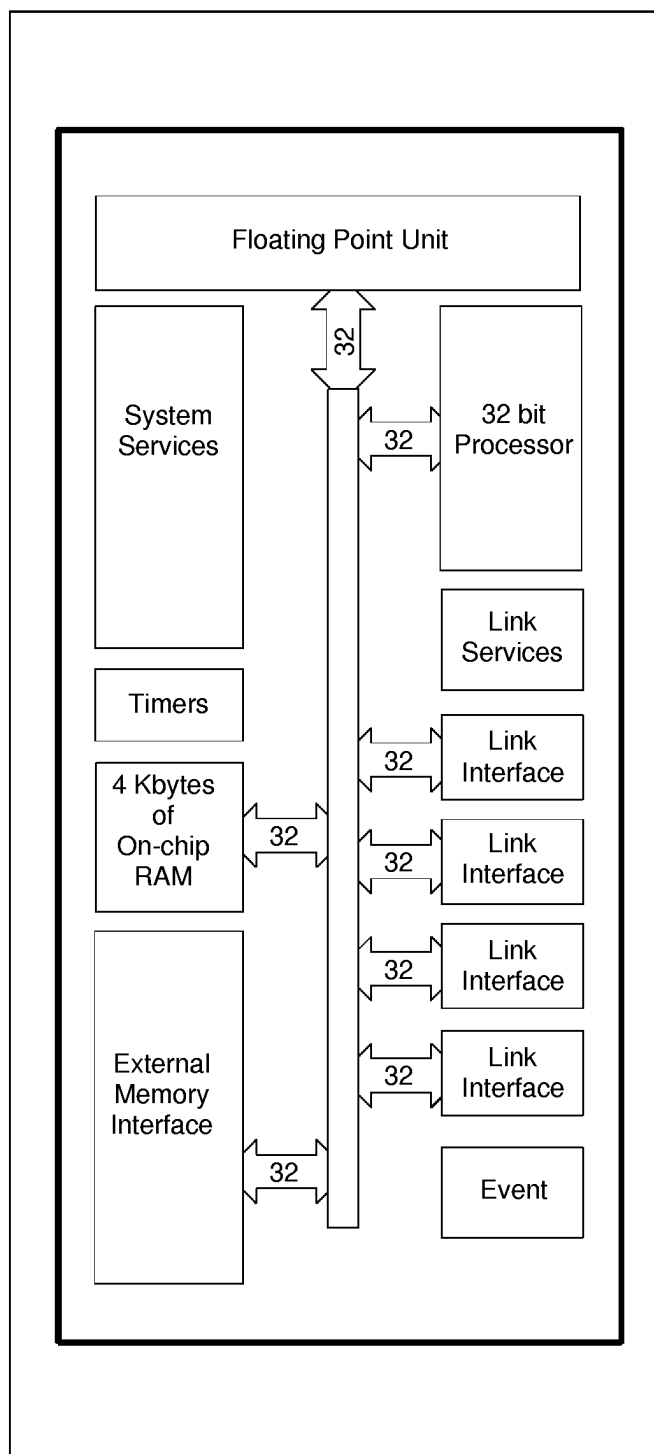 Floating Point Unit
32
System
Services
32
32 bit
Processor
Link
Services
Timers
32
Link
Interface
4 Kbytes
of
On-chip
RAM
32
32
Link
Interface
32
Link
Interface
External
Memory
Interface
32
32
Link
Interface
Event